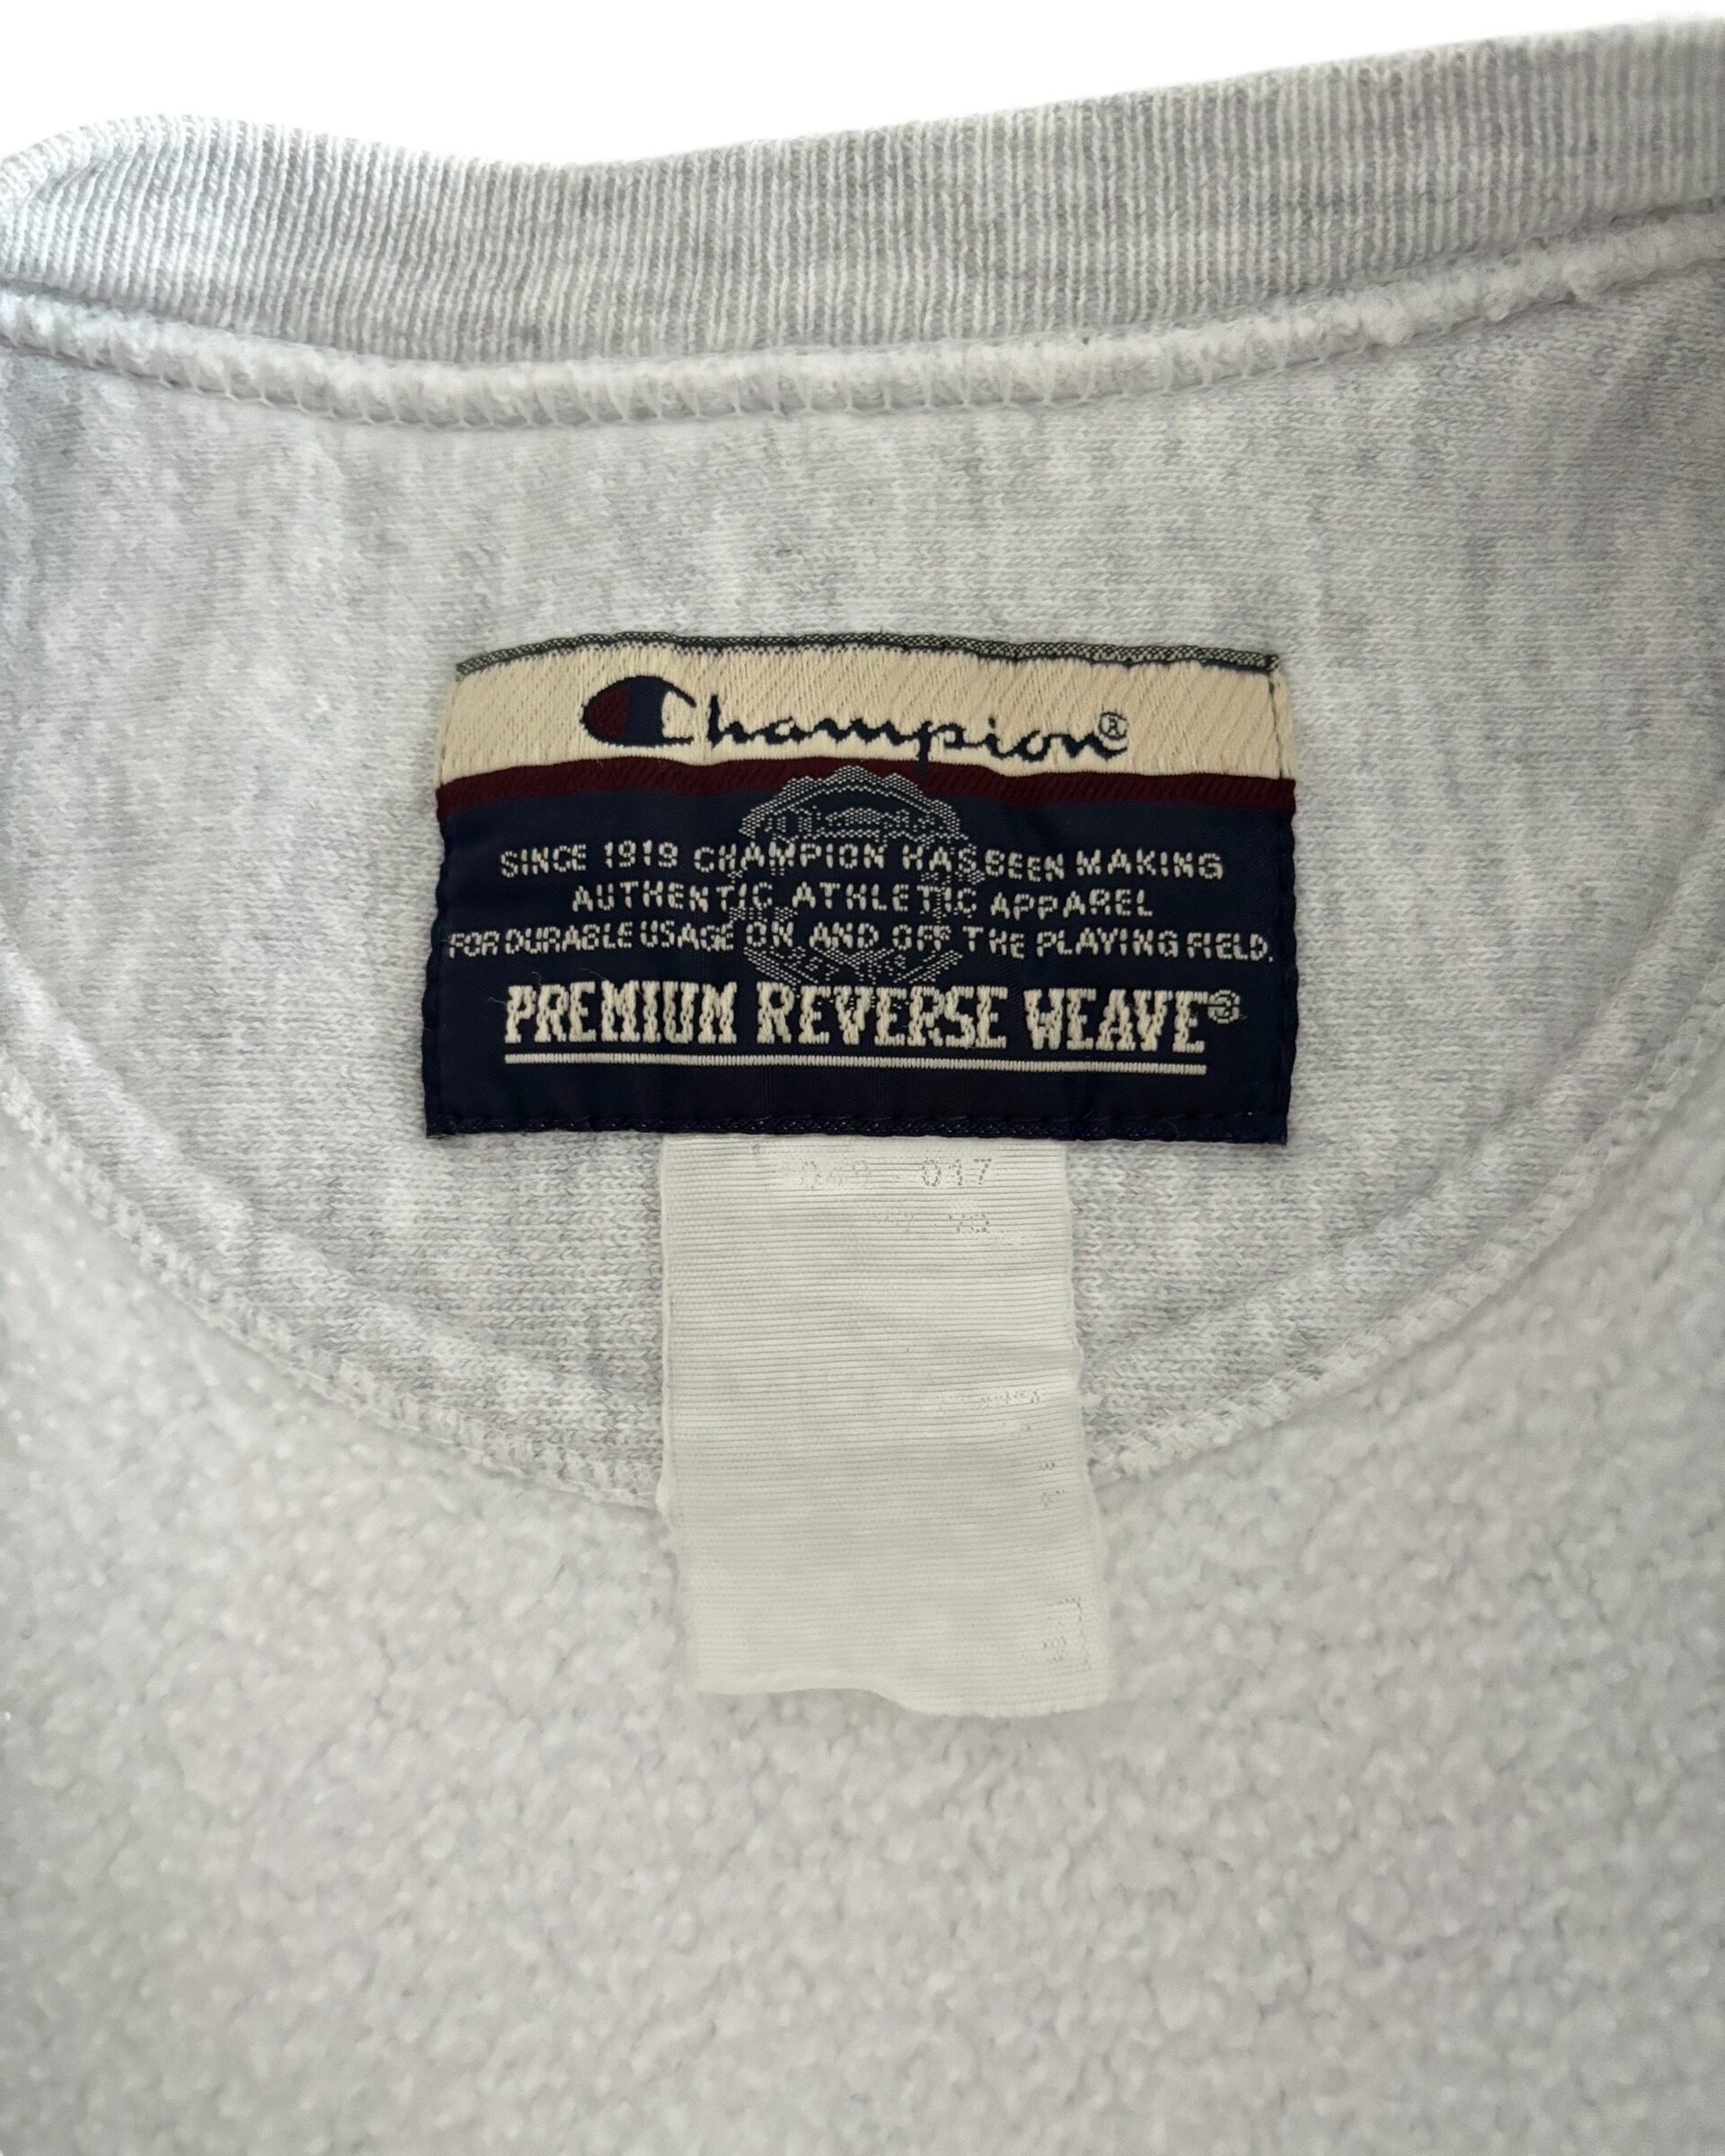 Champion®
SINCE 1919 CHAMPION HAS BEEN MAKING
AUTHENTIC ATHLETIC APPAREL
FOR DURABLE USAGE ON AND OFF THE PLAYING FIELD.
PREMIUM REVERSE WEAVE®
017